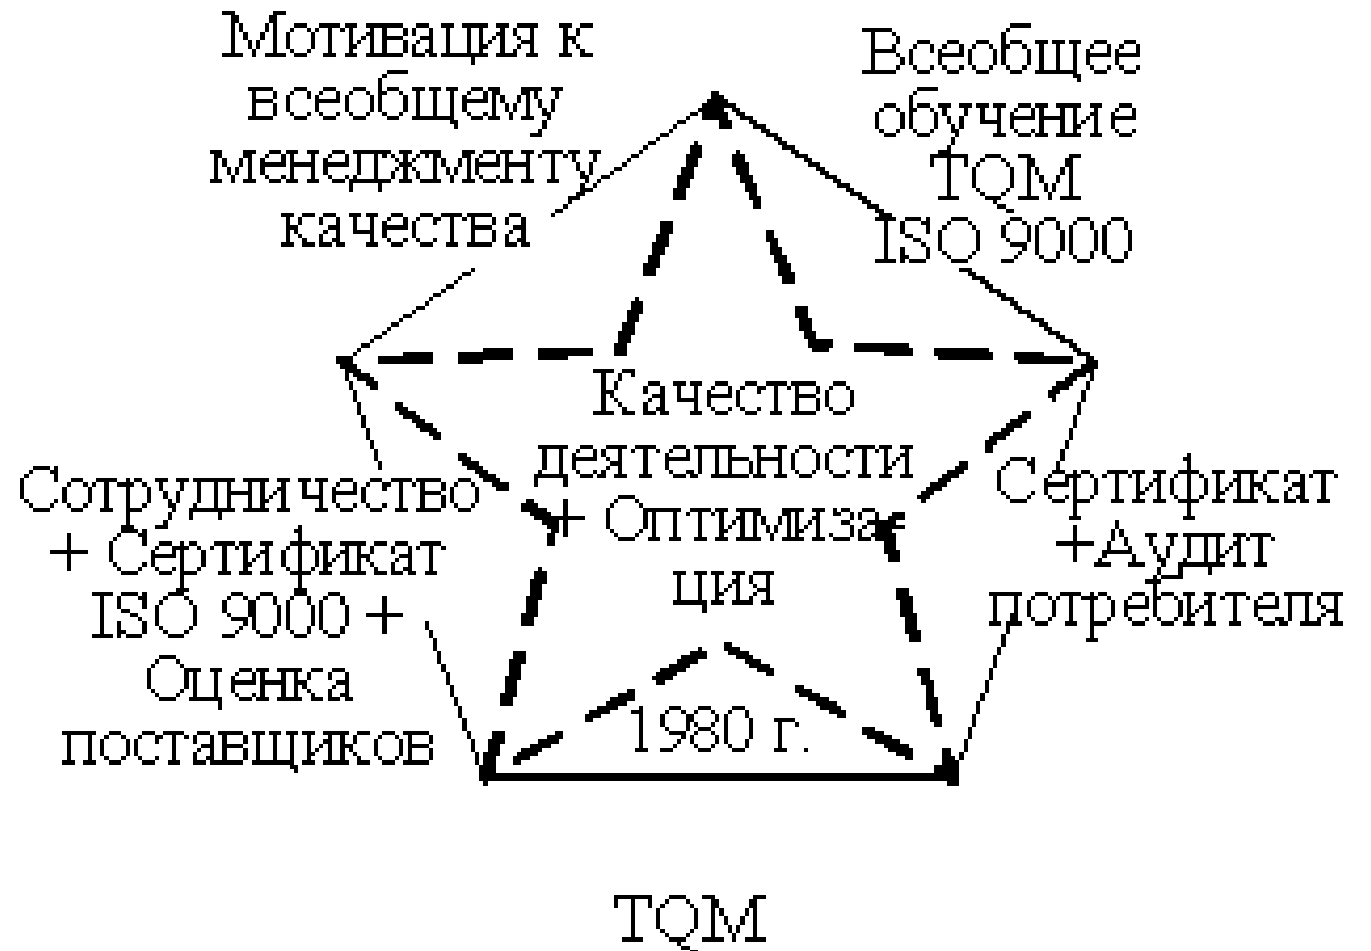 Мотивация к
всеобщему
менеджменту
качества
Всеобщее
обучение
TQM
ISO 9000
Качество
деятельности
+ Оптимиза-
ция
Сотрудничество
+ Сертификат
ISO 9000 +
Оценка
поставщиков
Сертификат
+Аудит
потребителя
1980 г.
TQM